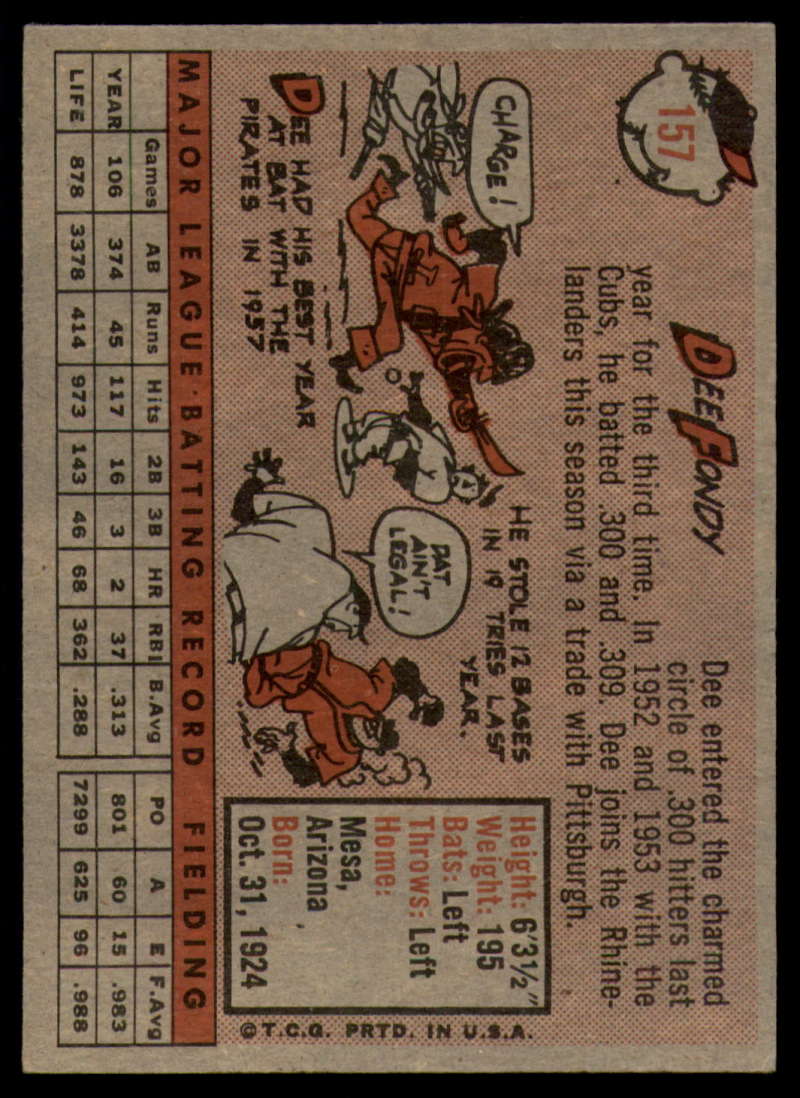 157
DEE FONDY
Dee entered the charmed
circle of .300 hitters last
year for the third time. In 1952 and 1953 with the
Cubs, he batted .300 and .309. Dee joins the Rhine-
landers this season via a trade with Pittsburgh.
CHARGE!
DEE HAD HIS BEST YEAR
AT BAT WITH THE
PIRATES IN 1957
HE STOLE 12 BASES
IN 19 TRIES LAST
YEAR.
DAT
AIN'T
LEGAL!
Height: 6'3½"
Weight: 195
Bats: Left
Throws: Left
Home:
Mesa,
Arizona
Born:
Oct. 31, 1924
©T.C.G. PRTD. IN U.S.A.
MAJOR LEAGUE · BATTING RECORD FIELDING
Games AB Runs Hits 2B 3B HR RBI B.Avg PO A E F.Avg
YEAR 106 374 45 117 16 3 2 37 .313 801 60 15 .983
LIFE 878 3378 414 973 143 46 68 362 .288 7299 625 96 .988